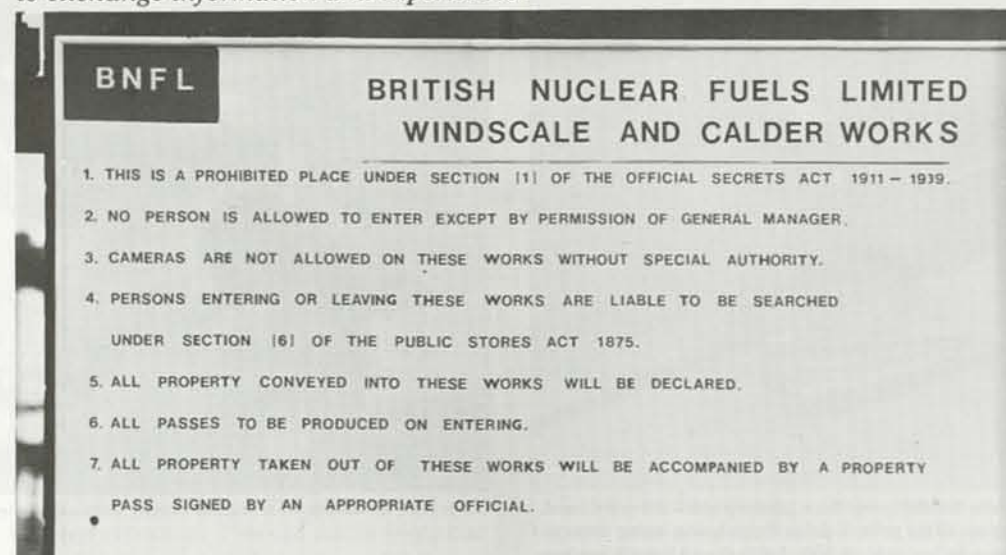 BNFL
BRITISH NUCLEAR FUELS LIMITED
WINDSCALE AND CALDER WORKS
1. THIS IS A PROHIBITED PLACE UNDER SECTION [1] OF THE OFFICIAL SECRETS ACT 1911 – 1939.
2. NO PERSON IS ALLOWED TO ENTER EXCEPT BY PERMISSION OF GENERAL MANAGER.
3. CAMERAS ARE NOT ALLOWED ON THESE WORKS WITHOUT SPECIAL AUTHORITY.
4. PERSONS ENTERING OR LEAVING THESE WORKS ARE LIABLE TO BE SEARCHED
UNDER SECTION [6] OF THE PUBLIC STORES ACT 1875.
5. ALL PROPERTY CONVEYED INTO THESE WORKS WILL BE DECLARED.
6. ALL PASSES TO BE PRODUCED ON ENTERING.
7. ALL PROPERTY TAKEN OUT OF THESE WORKS WILL BE ACCOMPANIED BY A PROPERTY
PASS SIGNED BY AN APPROPRIATE OFFICIAL.